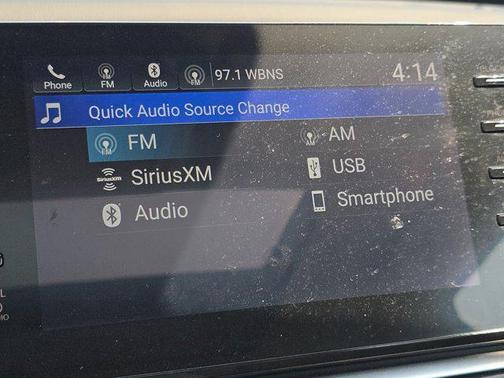 Phone FM Audio 97.1 WBNS 4:14
Quick Audio Source Change
FM AM
SiriusXM USB
Audio Smartphone